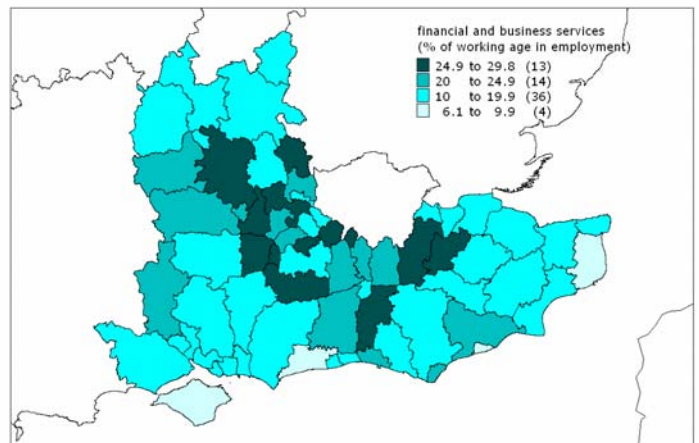 financial and business services
(% of working age in employment)
24.9 to 29.8 (13)
20 to 24.9 (14)
10 to 19.9 (36)
6.1 to 9.9 (4)